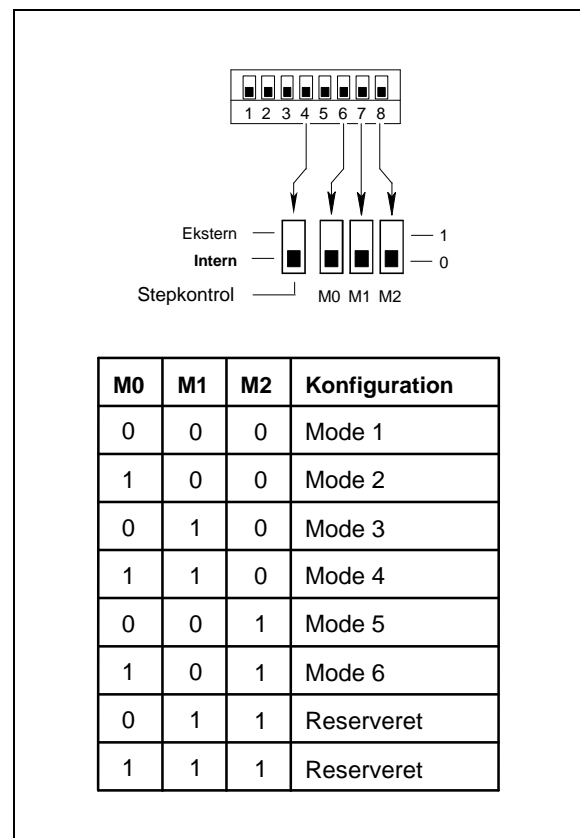 1 2 3 4 5 6 7 8
Ekstern 1
Intern 0
Stepkontrol M0 M1 M2
M0 M1 M2 Konfiguration
0 0 0 Mode 1
1 0 0 Mode 2
0 1 0 Mode 3
1 1 0 Mode 4
0 0 1 Mode 5
1 0 1 Mode 6
0 1 1 Reserveret
1 1 1 Reserveret